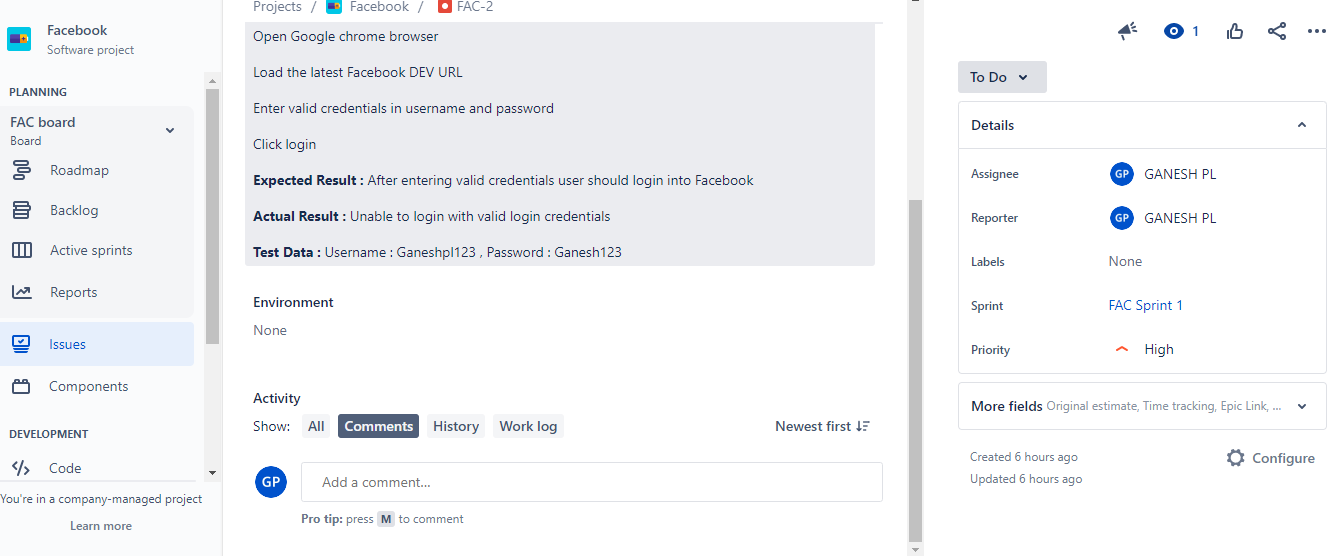 Facebook
Software project
PLANNING
FAC board
Board
Roadmap
Backlog
Active sprints
Reports
Issues
Components
DEVELOPMENT
Code
You're in a company-managed project
Learn more
Projects / Facebook / FAC-2
Open Google chrome browser
Load the latest Facebook DEV URL
Enter valid credentials in username and password
Click login
Expected Result : After entering valid credentials user should login into Facebook
Actual Result : Unable to login with valid login credentials
Test Data : Username : Ganeshpl123 , Password : Ganesh123
Environment
None
Activity
Show: All Comments History Work log Newest first
GP Add a comment...
Pro tip: press M to comment
1
To Do
Details
Assignee GP GANESH PL
Reporter GP GANESH PL
Labels None
Sprint FAC Sprint 1
Priority High
More fields Original estimate, Time tracking, Epic Link, ...
Created 6 hours ago Configure
Updated 6 hours ago